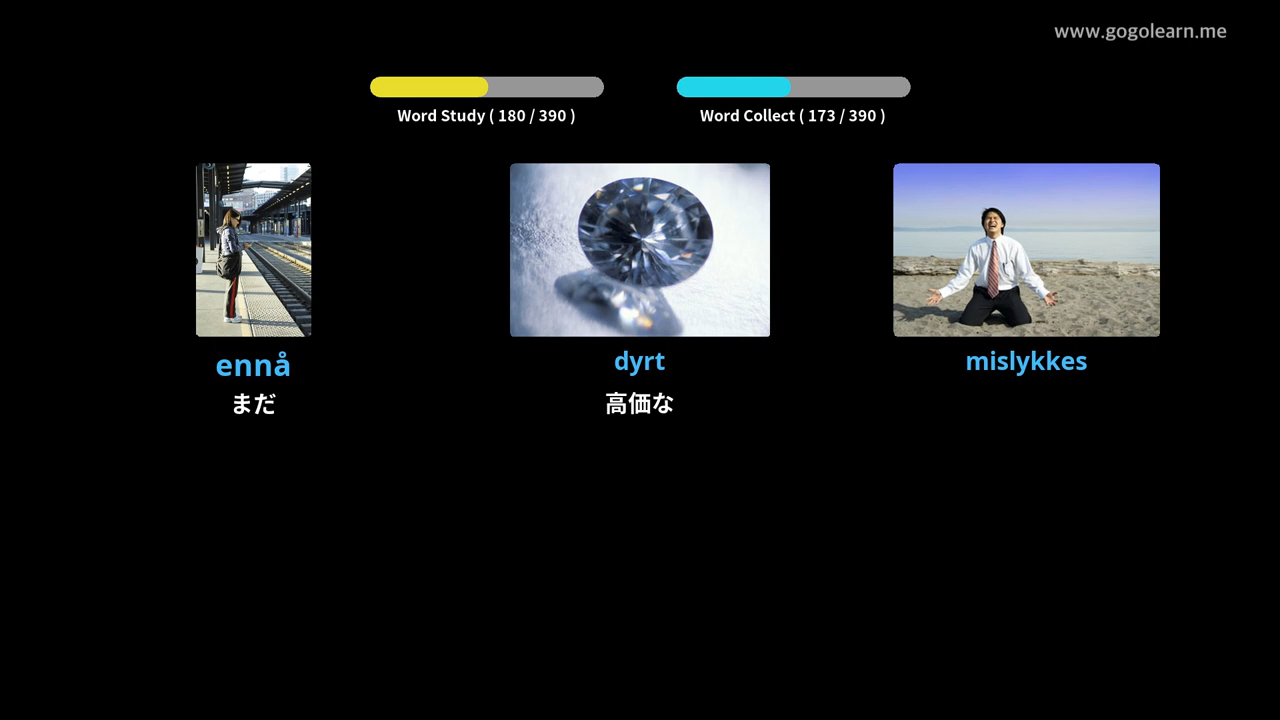 www.gogolearn.me
Word Study ( 180 / 390 )
Word Collect ( 173 / 390 )
ennå
dyrt
mislykkes
まだ
高価な